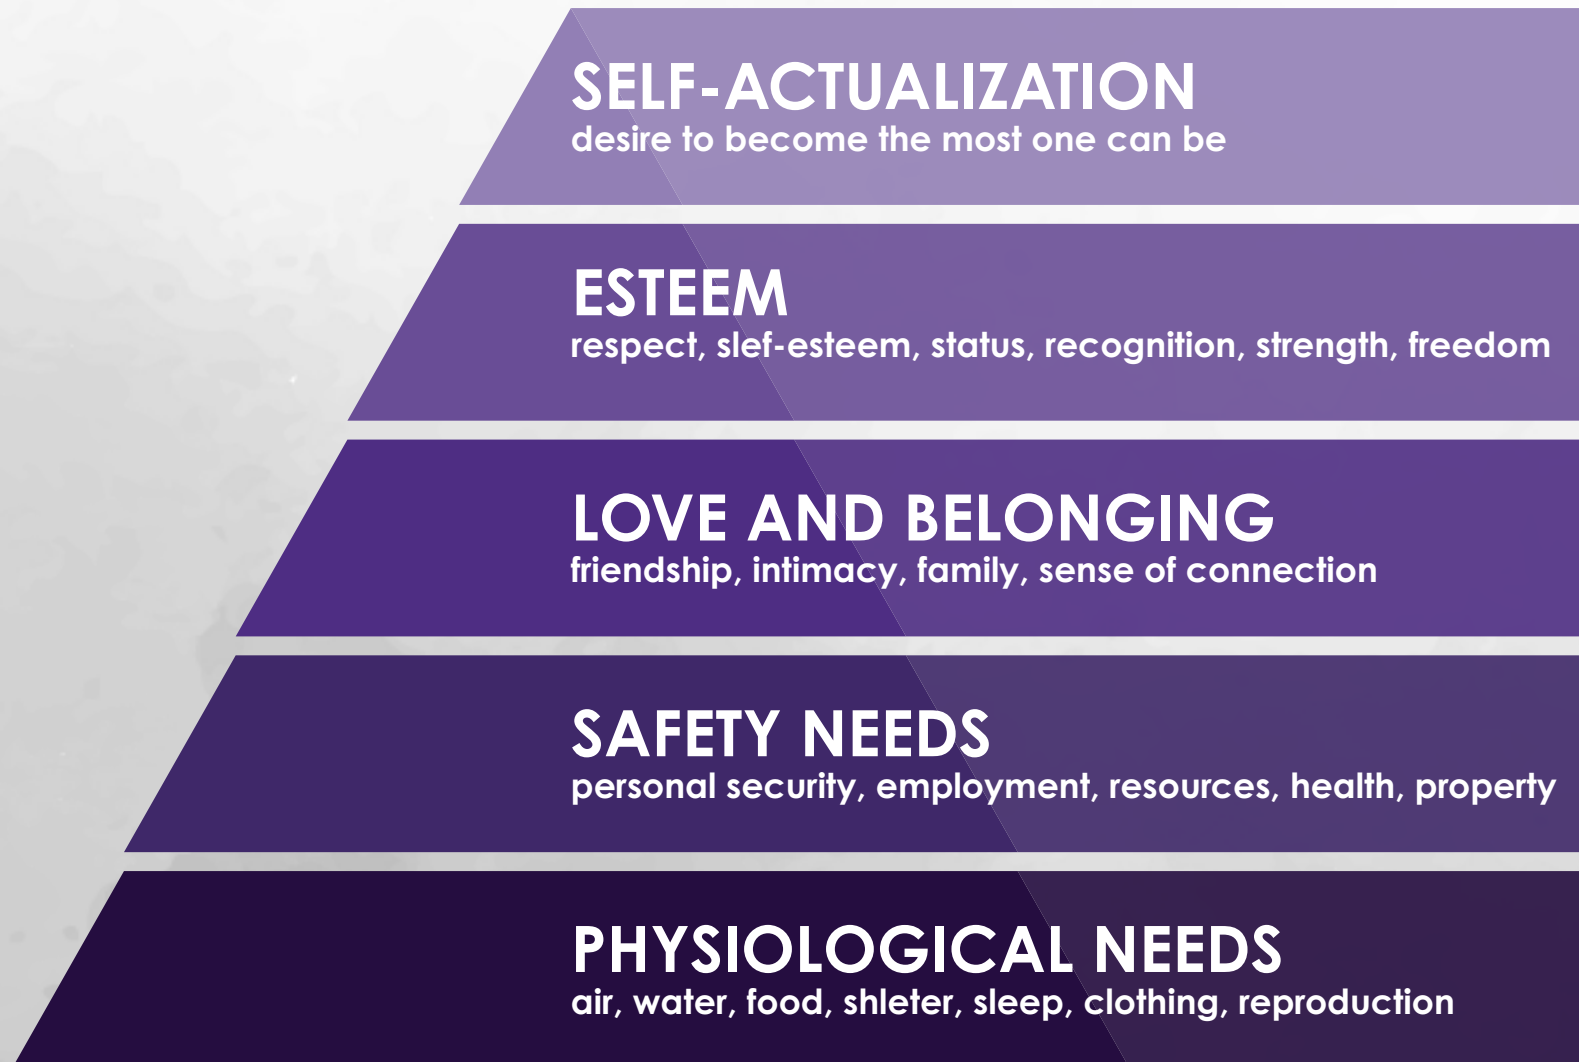 SELF-ACTUALIZATION
desire to become the most one can be
ESTEEM
respect, slef-esteem, status, recognition, strength, freedom
LOVE AND BELONGING
friendship, intimacy, family, sense of connection
SAFETY NEEDS
personal security, employment, resources, health, property
PHYSIOLOGICAL NEEDS
air, water, food, shleter, sleep, clothing, reproduction